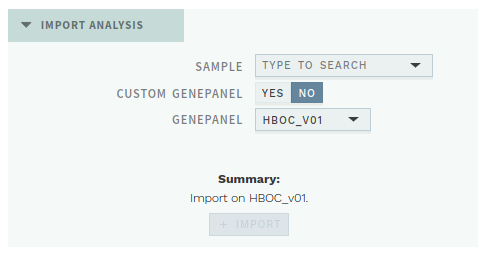 IMPORT ANALYSIS
SAMPLE TYPE TO SEARCH
CUSTOM GENEPANEL YES NO
GENEPANEL HBOC_V01
Summary:
Import on HBOC_v01.
+ IMPORT